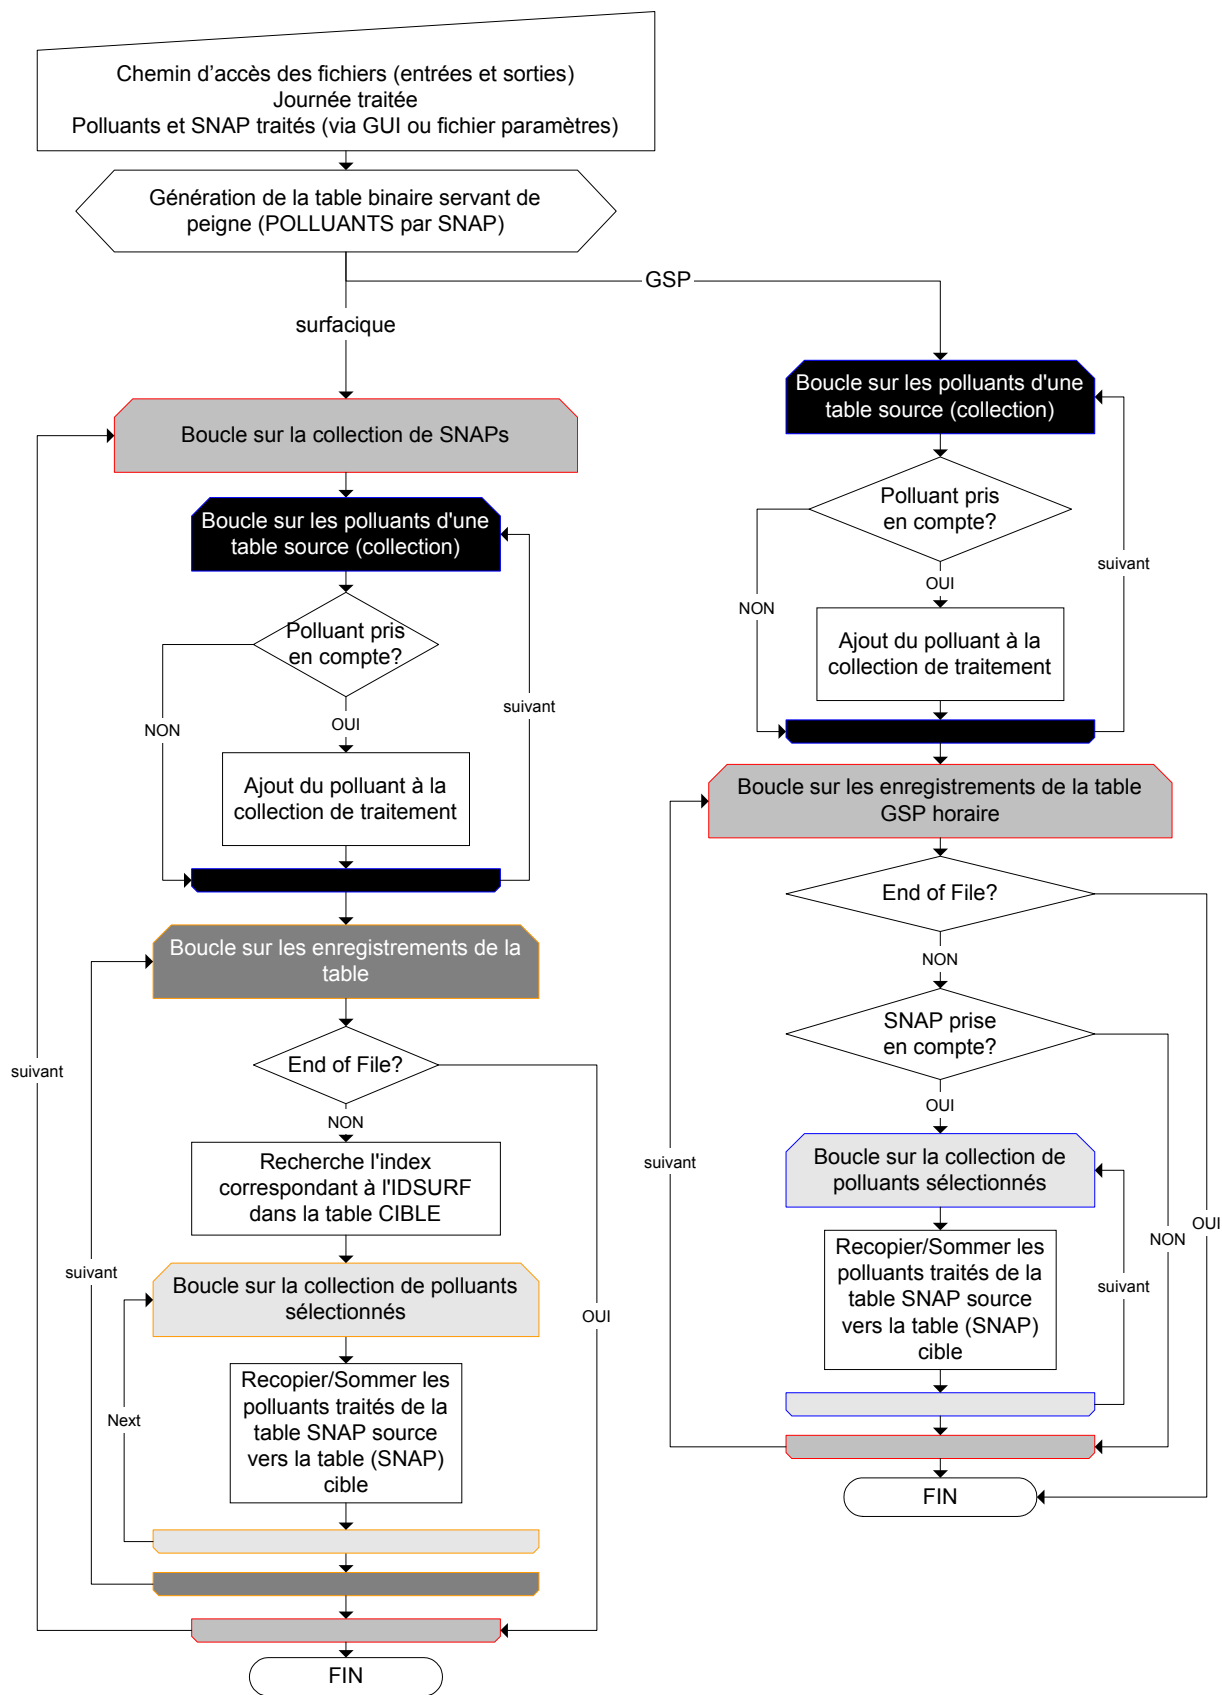 Chemin d'accès des fichiers (entrées et sorties)
Journée traitée
Polluants et SNAP traités (via GUI ou fichier paramètres)
Génération de la table binaire servant de
peigne (POLLUANTS par SNAP)
surfacique
Boucle sur la collection de SNAPs
Boucle sur les polluants d'une
table source (collection)
Polluant pris
en compte?
NON
OUI
suivant
Ajout du polluant à la
collection de traitement
Boucle sur les enregistrements de la
table
End of File?
suivant
NON
Recherche l'index
correspondant à l'IDSURF
dans la table CIBLE
suivant
Boucle sur la collection de polluants
sélectionnés
OUI
Recopier/Sommer les
polluants traités de la
table SNAP source
vers la table (SNAP)
cible
Next
FIN
GSP
Boucle sur les polluants d'une
table source (collection)
Polluant pris
en compte?
suivant
OUI
NON
Ajout du polluant à la
collection de traitement
Boucle sur les enregistrements de la table
GSP horaire
End of File?
NON
SNAP prise
en compte?
OUI
suivant
Boucle sur la collection de
polluants sélectionnés
OUI
NON
Recopier/Sommer les
polluants traités de la
table SNAP source
vers la table (SNAP)
cible
suivant
FIN